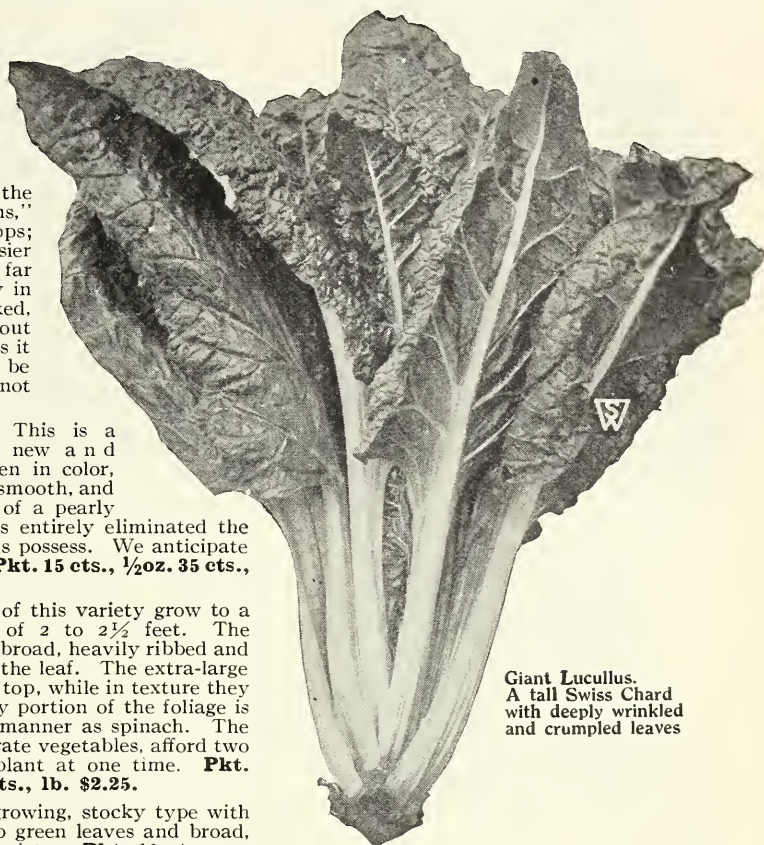 the
ns,"
ops;
sier
far
y in
ked,
out
s it
be
not
This is a
new and
en in color,
smooth, and
of a pearly
s entirely eliminated the
s possess. We anticipate
Pkt. 15 cts., ½oz. 35 cts.,
of this variety grow to a
of 2 to 2½ feet. The
broad, heavily ribbed and
the leaf. The extra-large
top, while in texture they
y portion of the foliage is
manner as spinach. The
rate vegetables, afford two
plant at one time. Pkt.
ts., lb. $2.25.
growing, stocky type with
p green leaves and broad,
Giant Lucullus.
A tall Swiss Chard
with deeply wrinkled
and crumpled leaves